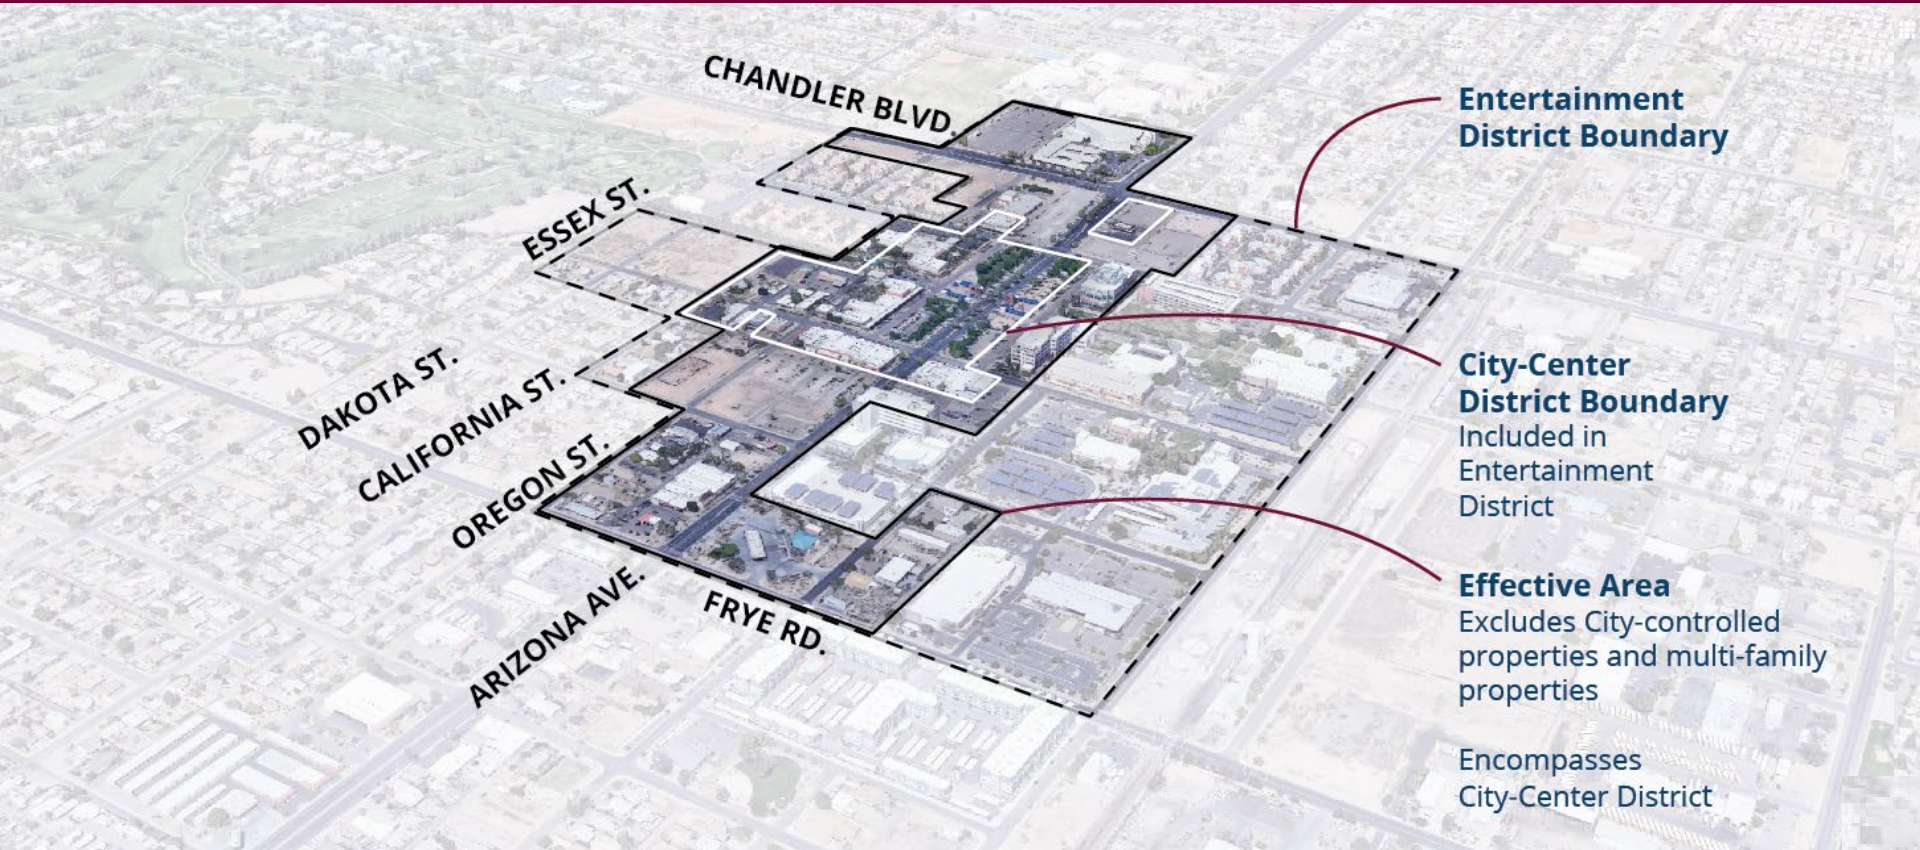 CHANDLER BLVD.
ESSEX ST.
DAKOTA ST.
CALIFORNIA ST.
OREGON ST.
ARIZONA AVE.
FRYE RD.
Entertainment
District Boundary
City-Center
District Boundary
Included in
Entertainment
District
Effective Area
Excludes City-controlled
properties and multi-family
properties
Encompasses
City-Center District